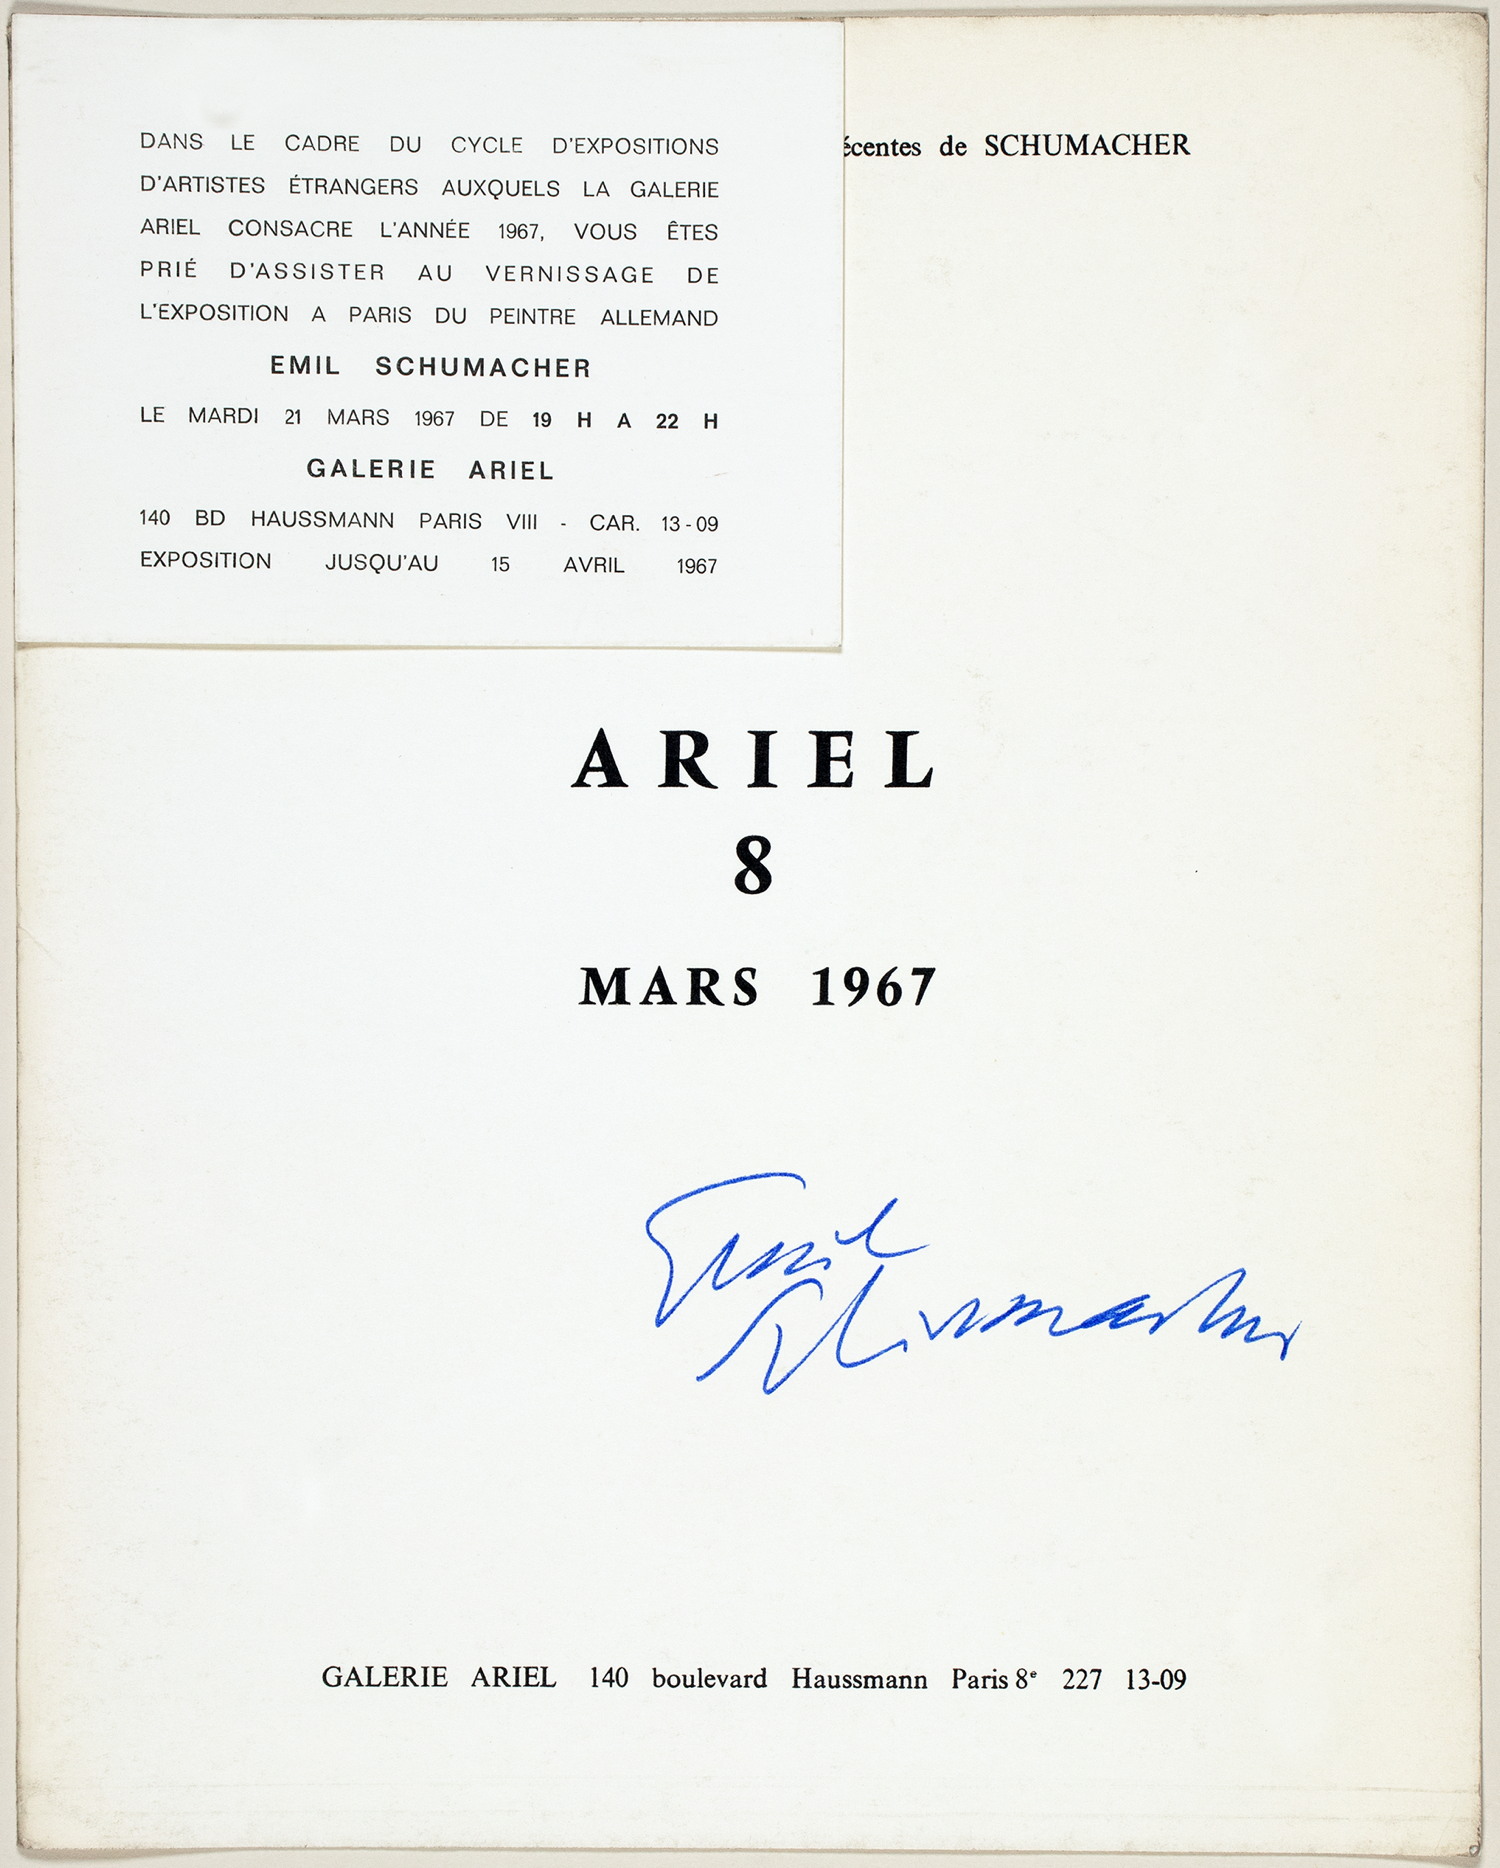 DANS LE CADRE DU CYCLE D'EXPOSITIONS
D'ARTISTES ÉTRANGERS AUXQUELS LA GALERIE
ARIEL CONSACRE L'ANNÉE 1967, VOUS ÊTES
PRIÉ D'ASSISTER AU VERNISSAGE DE
L'EXPOSITION A PARIS DU PEINTRE ALLEMAND
EMIL SCHUMACHER
LE MARDI 21 MARS 1967 DE 19 H A 22 H
GALERIE ARIEL
140 BD HAUSSMANN PARIS VIII - CAR. 13-09
EXPOSITION JUSQU'AU 15 AVRIL 1967
écentes de SCHUMACHER
ARIEL
8
MARS 1967
Emil
Schumacher
GALERIE ARIEL 140 boulevard Haussmann Paris 8e 227 13-09